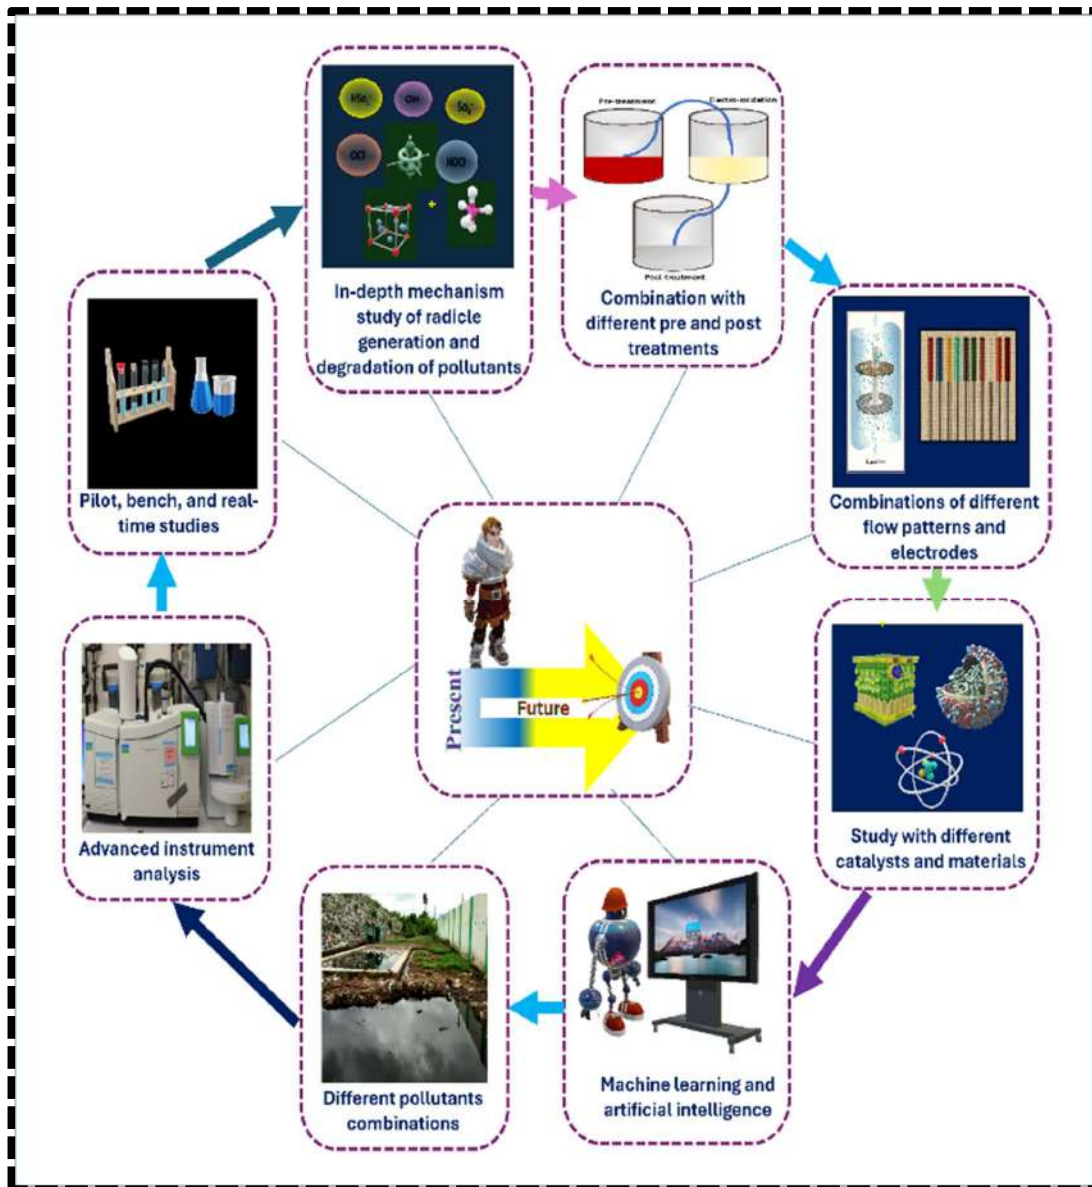 HSo₄⁻
OH
So₄⁻
OCl⁻
HOCl
+
In-depth mechanism
study of radicle
generation and
degradation of pollutants
Pre-treatment
Electro-oxidation
Post-treatment
Combination with
different pre and post
treatments
Combinations of different
flow patterns and
electrodes
Study with different
catalysts and materials
Machine learning and
artificial intelligence
Different pollutants
combinations
Advanced instrument
analysis
Pilot, bench, and real-
time studies
Present
Future